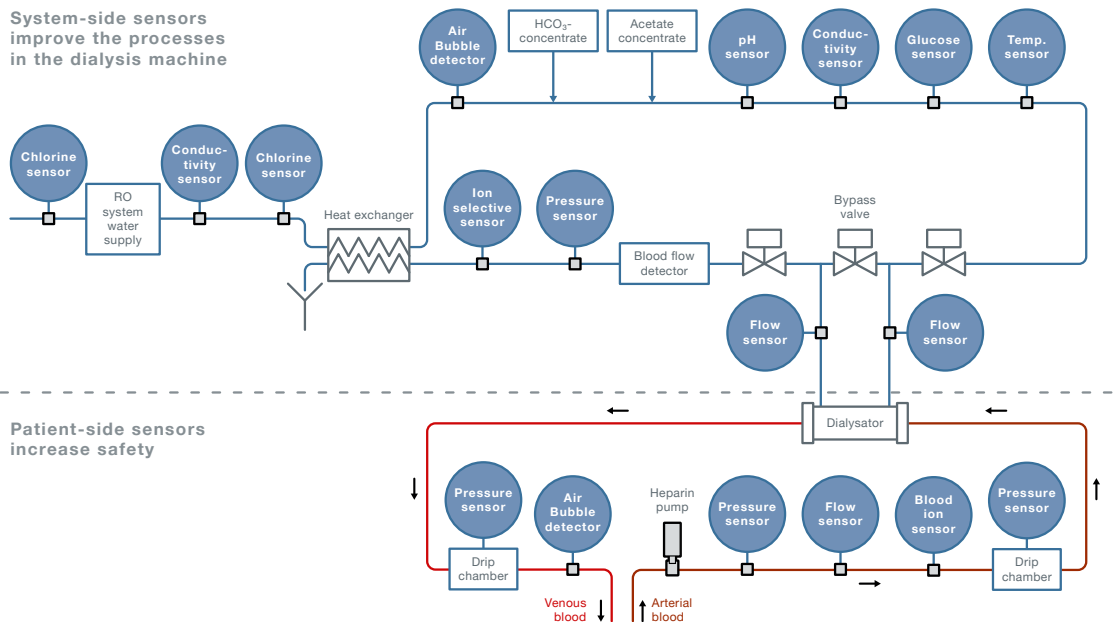 System-side sensors
improve the processes
in the dialysis machine
Air
Bubble
detector
HCO₃-
concentrate
Acetate
concentrate
pH
sensor
Conduc-
tivity
sensor
Glucose
sensor
Temp.
sensor
Chlorine
sensor
RO
system
water
supply
Conduc-
tivity
sensor
Chlorine
sensor
Heat exchanger
Ion
selective
sensor
Pressure
sensor
Blood flow
detector
Bypass
valve
Flow
sensor
Flow
sensor
Patient-side sensors
increase safety
Dialysator
Pressure
sensor
Air
Bubble
detector
Heparin
pump
Pressure
sensor
Flow
sensor
Blood
ion
sensor
Pressure
sensor
Drip
chamber
Drip
chamber
Venous
blood
Arterial
blood